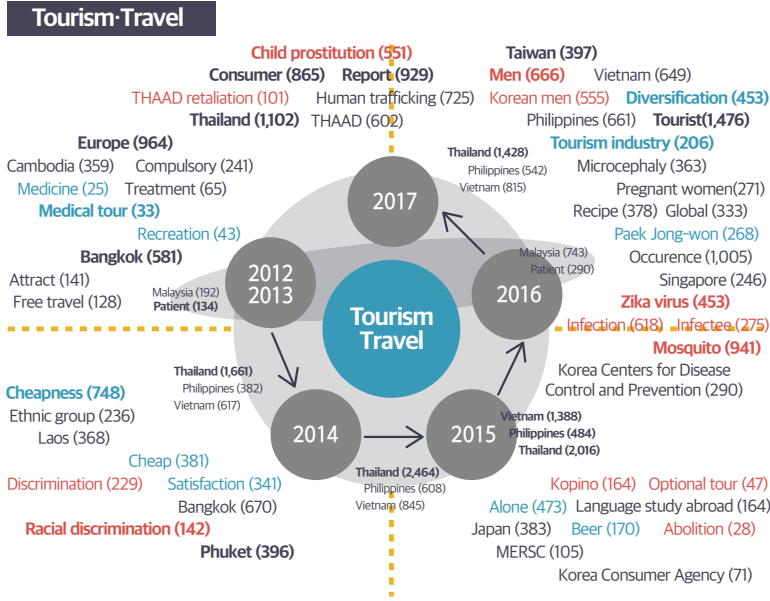 Tourism·Travel
Child prostitution (551)
Consumer (865) Report (929)
THAAD retaliation (101) Human trafficking (725)
Thailand (1,102) THAAD (602)
Taiwan (397)
Men (666) Vietnam (649)
Korean men (555) Diversification (453)
Philippines (661) Tourist(1,476)
Tourism industry (206)
Microcephaly (363)
Pregnant women(271)
Recipe (378) Global (333)
Paek Jong-won (268)
Occurence (1,005)
Singapore (246)
Zika virus (453)
Infection (618) Infectee (275)
Mosquito (941)
Korea Centers for Disease
Control and Prevention (290)
Europe (964)
Cambodia (359) Compulsory (241)
Medicine (25) Treatment (65)
Medical tour (33)
Recreation (43)
Bangkok (581)
Attract (141)
Free travel (128)
Malaysia (192)
Patient (134)
2012
2013
2017
Thailand (1,428)
Philippines (542)
Vietnam (815)
Malaysia (743)
Patient (290)
2016
Tourism
Travel
Thailand (1,661)
Philippines (382)
Vietnam (617)
2014
2015
Vietnam (1,388)
Philippines (484)
Thailand (2,016)
Thailand (2,464)
Philippines (608)
Vietnam (845)
Cheapness (748)
Ethnic group (236)
Laos (368)
Cheap (381)
Discrimination (229) Satisfaction (341)
Bangkok (670)
Racial discrimination (142)
Phuket (396)
Kopino (164) Optional tour (47)
Alone (473) Language study abroad (164)
Japan (383) Beer (170) Abolition (28)
MERSC (105)
Korea Consumer Agency (71)